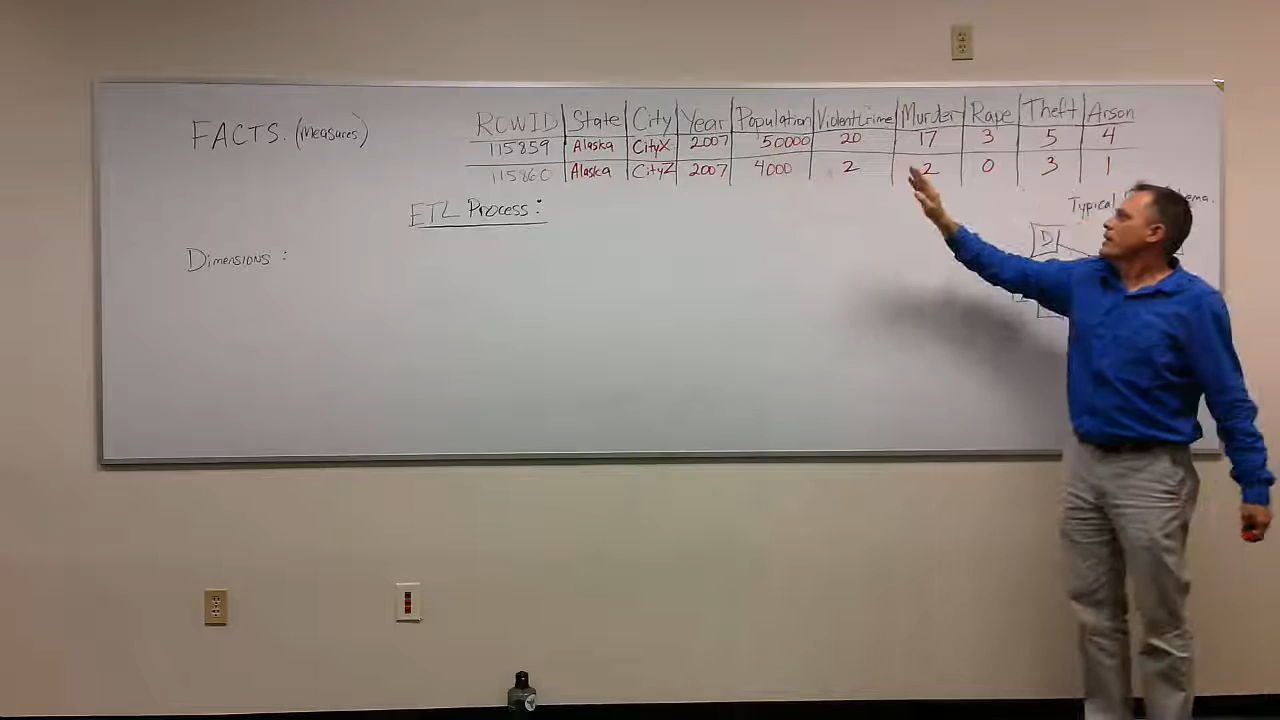 FACTS. (Measures)
ROWID State City Year Population ViolentCrime Murder Rape Theft Arson
115859 Alaska CityX 2007 50000 20 17 3 5 4
115860 Alaska CityZ 2007 4000 2 2 0 3 1
ETL Process:
Typical
Dimensions :
D